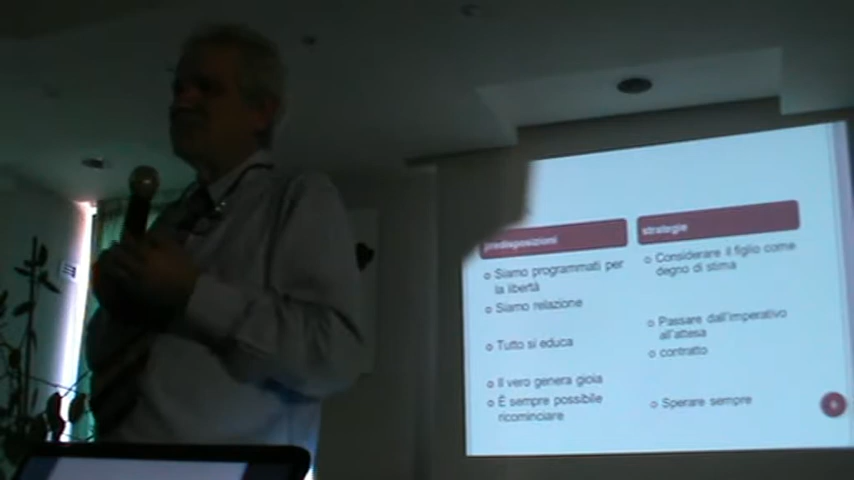 predisposizioni
Siamo programmati per
la libertà
Siamo relazione
Tutto si educa
Il vero genera gioia
È sempre possibile
ricominciare
strategie
Considerare il figlio come
degno di stima
Passare dall'imperativo
all'attesa
contratto
Sperare sempre